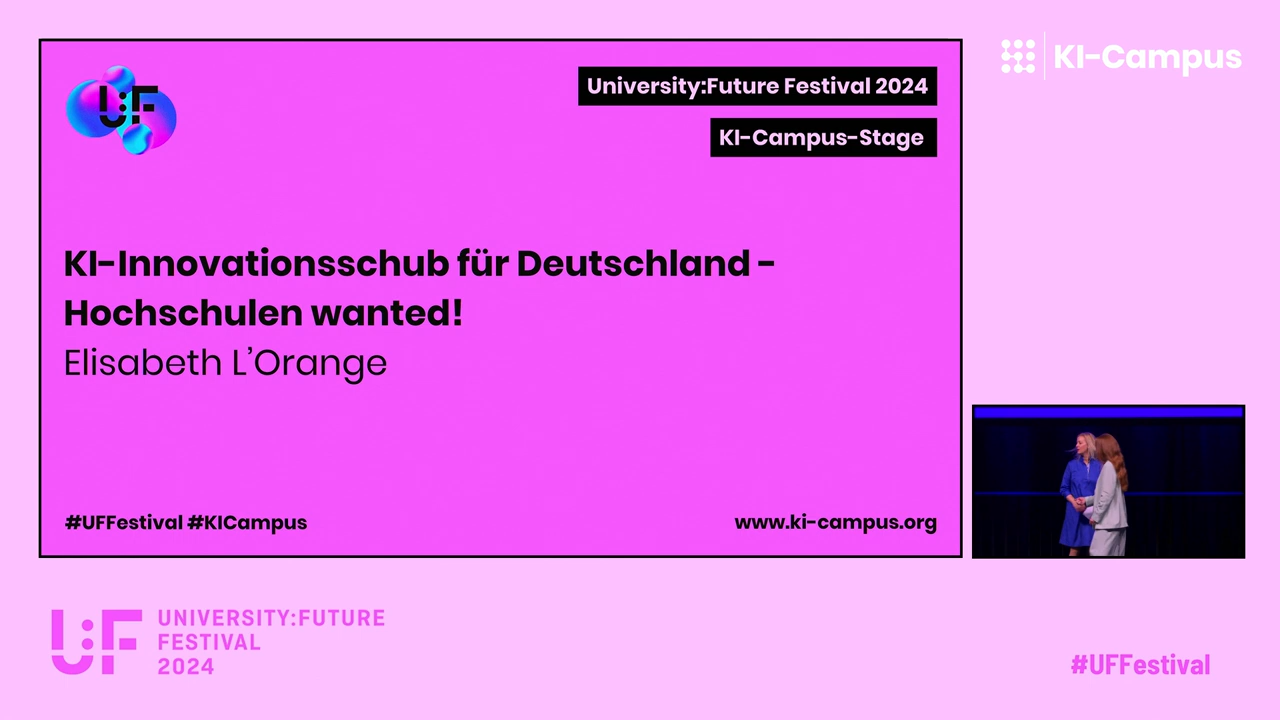 KI-Campus
U:F
University:Future Festival 2024
KI-Campus-Stage
KI-Innovationsschub für Deutschland -
Hochschulen wanted!
Elisabeth L’Orange
#UFFestival #KICampus
www.ki-campus.org
U:F
UNIVERSITY:FUTURE
FESTIVAL
2024
#UFFestival